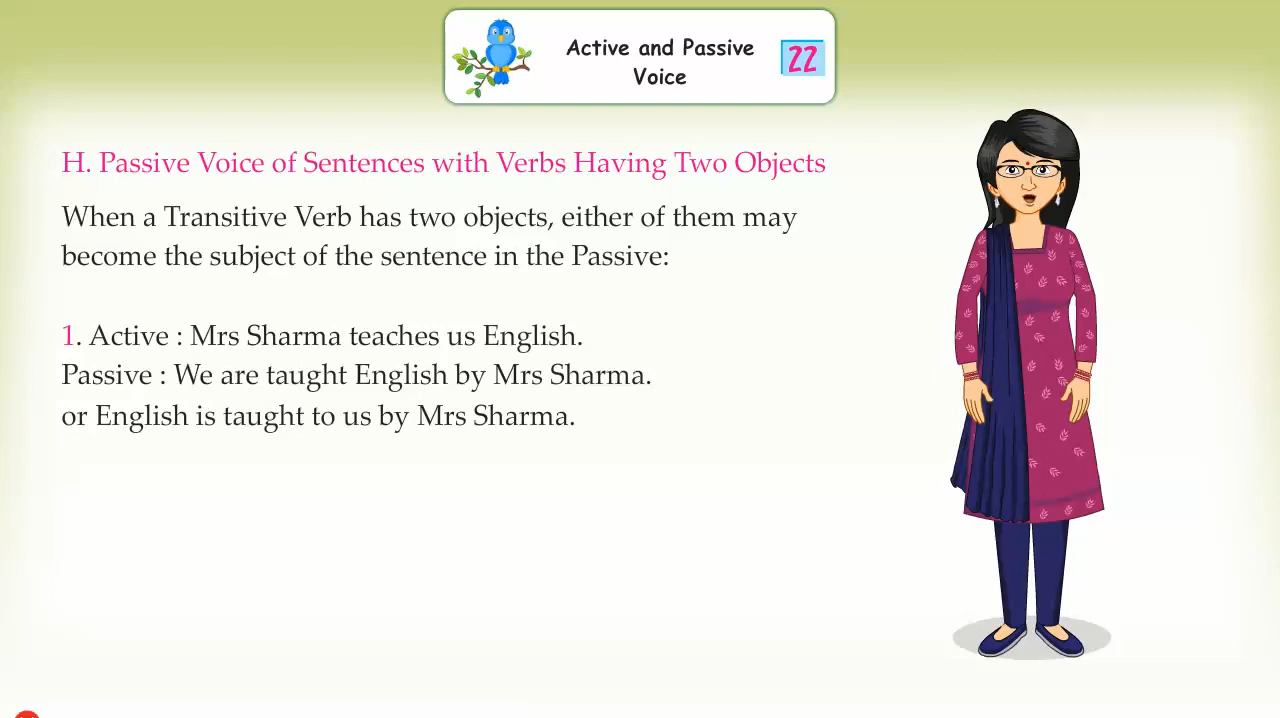 Active and Passive
Voice
22
H. Passive Voice of Sentences with Verbs Having Two Objects
When a Transitive Verb has two objects, either of them may
become the subject of the sentence in the Passive:
1. Active : Mrs Sharma teaches us English.
Passive : We are taught English by Mrs Sharma.
or English is taught to us by Mrs Sharma.